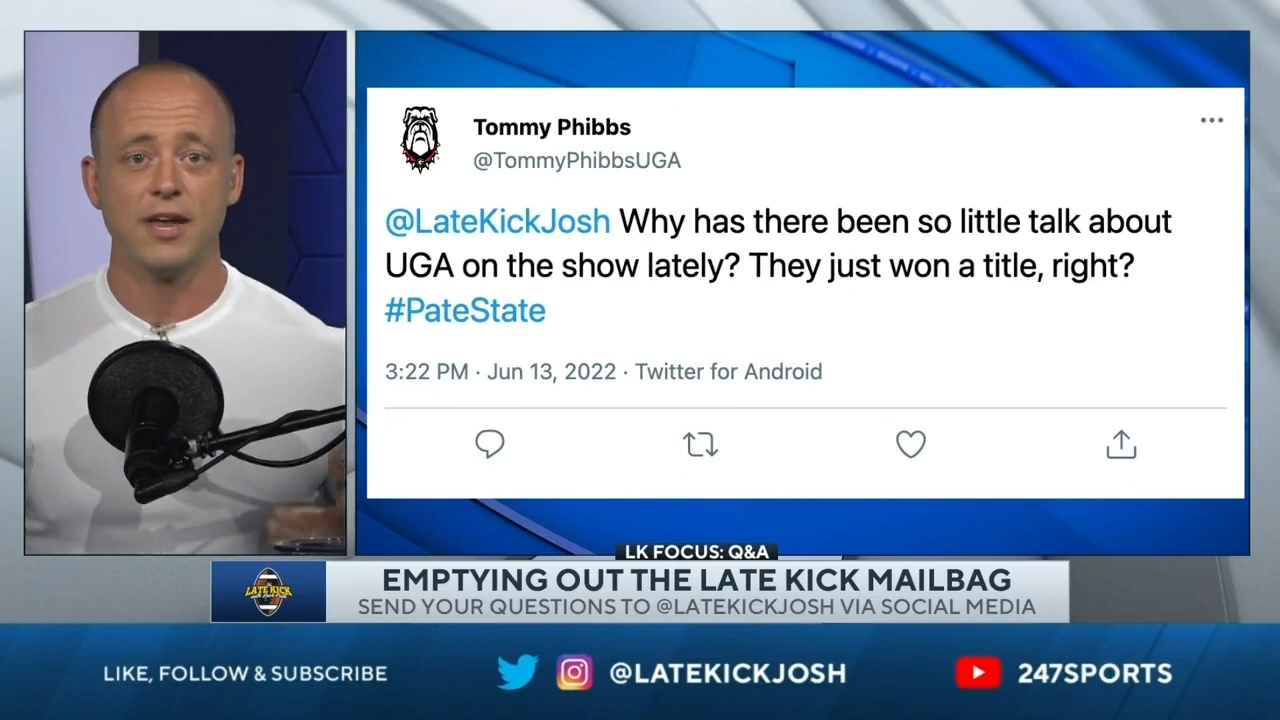 Tommy Phibbs
@TommyPhibbsUGA
@LateKickJosh Why has there been so little talk about
UGA on the show lately? They just won a title, right?
#PateState
3:22 PM · Jun 13, 2022 · Twitter for Android
LK FOCUS: Q&A
LATE KICK
EMPTYING OUT THE LATE KICK MAILBAG
SEND YOUR QUESTIONS TO @LATEKICKJOSH VIA SOCIAL MEDIA
LIKE, FOLLOW & SUBSCRIBE
@LATEKICKJOSH
247SPORTS